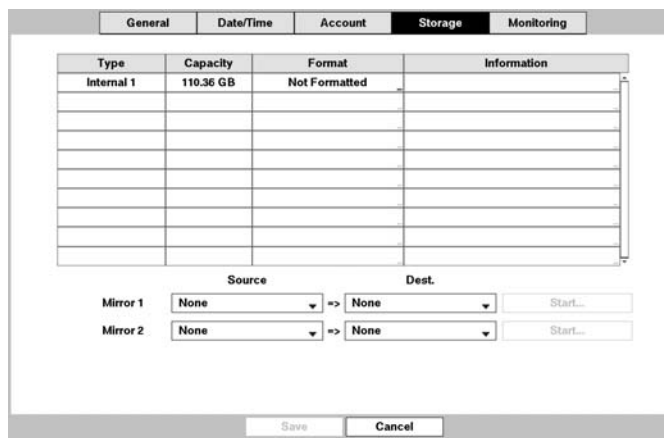 General Date/Time Account Storage Monitoring
Type Capacity Format Information
Internal 1 110.36 GB Not Formatted
Source Dest.
Mirror 1 None => None Start...
Mirror 2 None => None Start...
Save Cancel